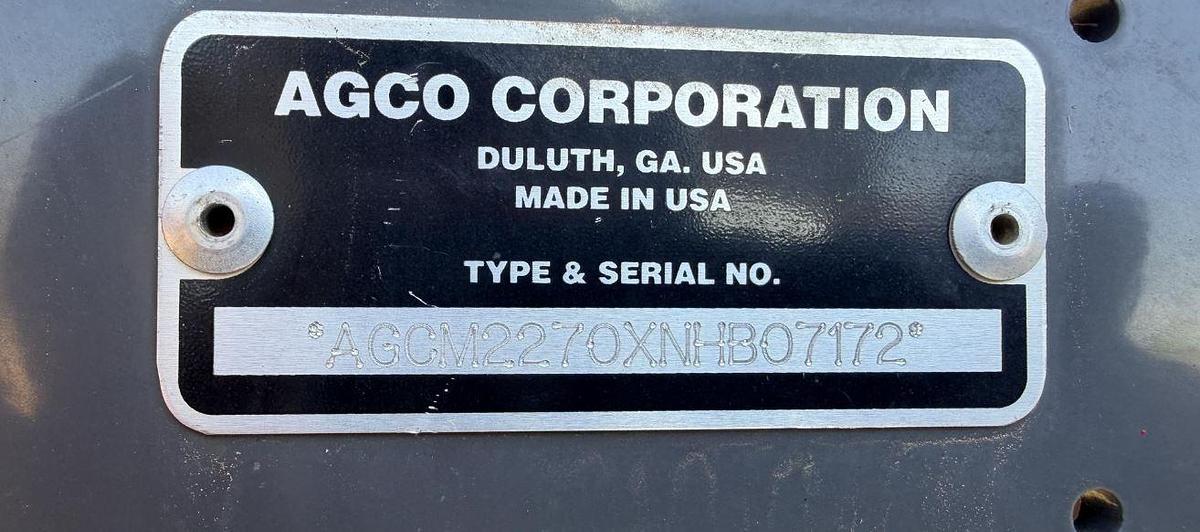 AGCO CORPORATION
DULUTH, GA. USA
MADE IN USA
TYPE & SERIAL NO.
*AGCM2270XNHB07172*